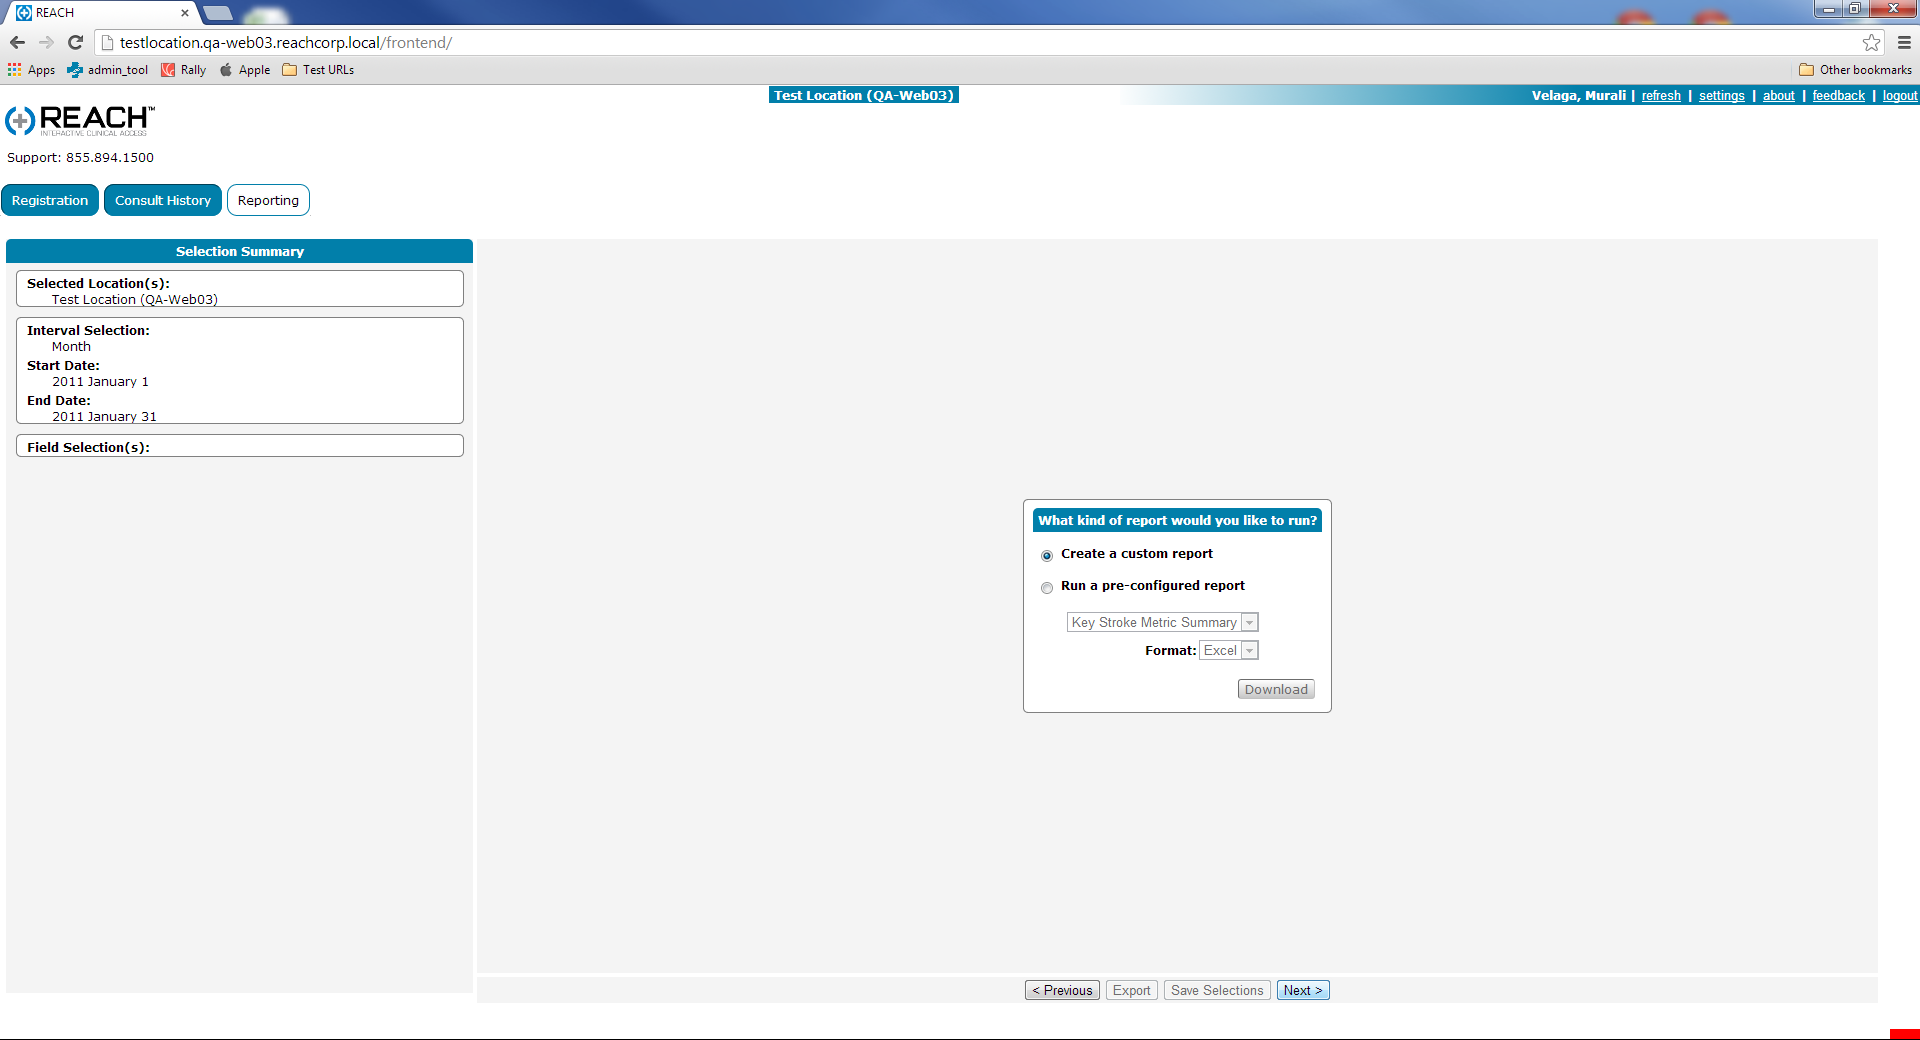 REACH
testlocation.qa-web03.reachcorp.local/frontend/
Apps admin_tool Rally Apple Test URLs Other bookmarks
Test Location (QA-Web03) Velaga, Murali | refresh | settings | about | feedback | logout
REACH™
INTERACTIVE CLINICAL ACCESS
Support: 855.894.1500
Registration Consult History Reporting
Selection Summary
Selected Location(s):
Test Location (QA-Web03)
Interval Selection:
Month
Start Date:
2011 January 1
End Date:
2011 January 31
Field Selection(s):
What kind of report would you like to run?
Create a custom report
Run a pre-configured report
Key Stroke Metric Summary
Format: Excel
Download
< Previous Export Save Selections Next >